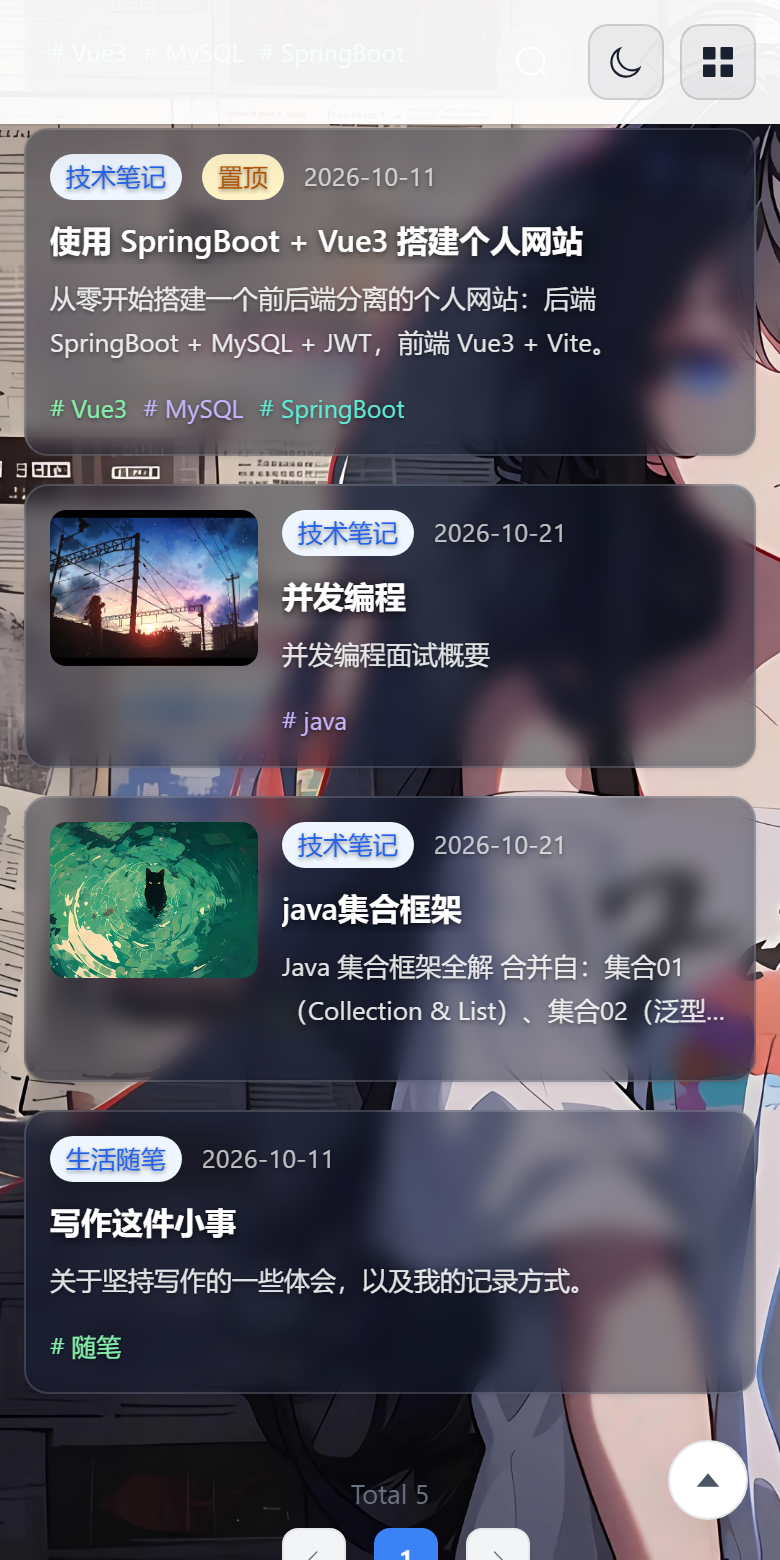 # Vue3 # MySQL # SpringBoot
技术笔记 置顶 2026-10-11
使用 SpringBoot + Vue3 搭建个人网站
从零开始搭建一个前后端分离的个人网站：后端
SpringBoot + MySQL + JWT，前端 Vue3 + Vite。
# Vue3 # MySQL # SpringBoot
技术笔记 2026-10-21
并发编程
并发编程面试概要
# java
技术笔记 2026-10-21
java集合框架
Java 集合框架全解 合并自：集合01
（Collection & List）、集合02（泛型...
生活随笔 2026-10-11
写作这件小事
关于坚持写作的一些体会，以及我的记录方式。
# 随笔
Total 5
1